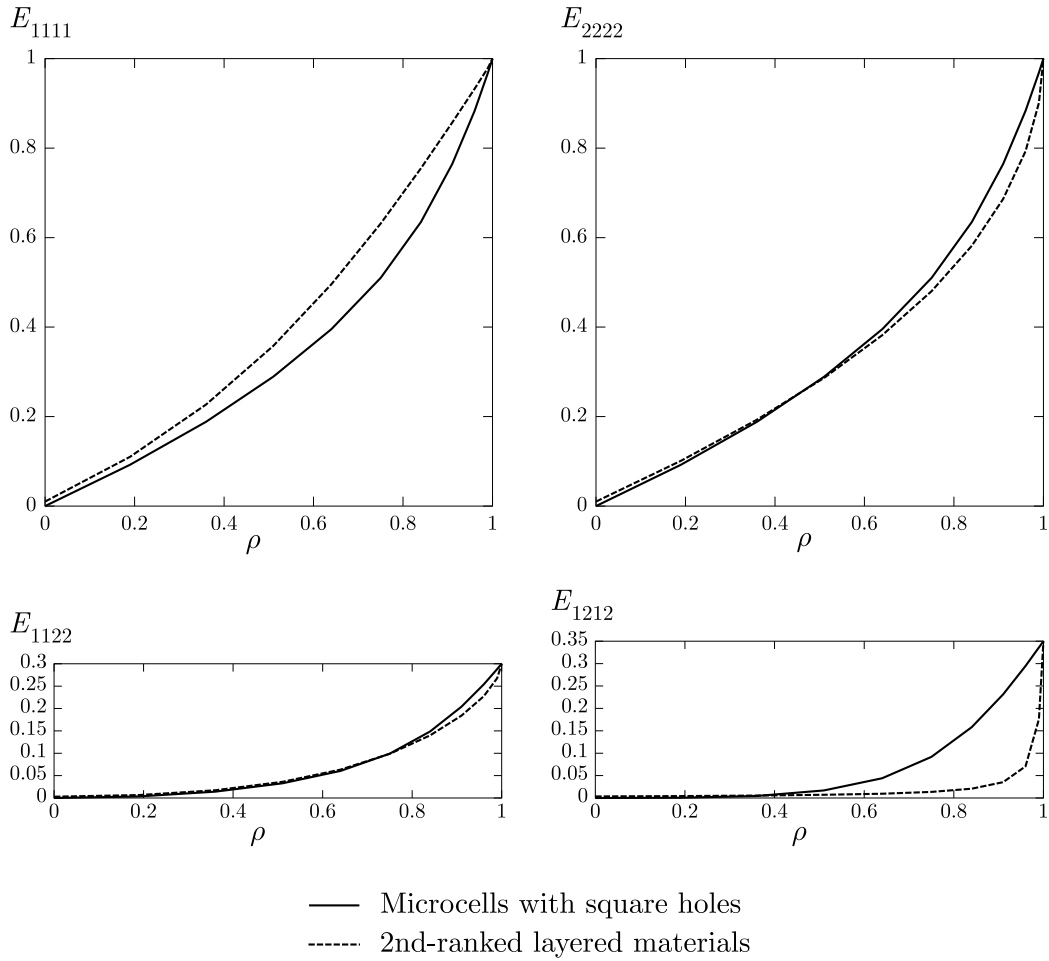 E1111
1
0.8
0.6
0.4
0.2
0
0 0.2 0.4 0.6 0.8 1
ρ
E2222
1
0.8
0.6
0.4
0.2
0
0 0.2 0.4 0.6 0.8 1
ρ
E1122
0.3
0.25
0.2
0.15
0.1
0.05
0
0 0.2 0.4 0.6 0.8 1
ρ
E1212
0.35
0.3
0.25
0.2
0.15
0.1
0.05
0
0 0.2 0.4 0.6 0.8 1
ρ
Microcells with square holes
2nd-ranked layered materials